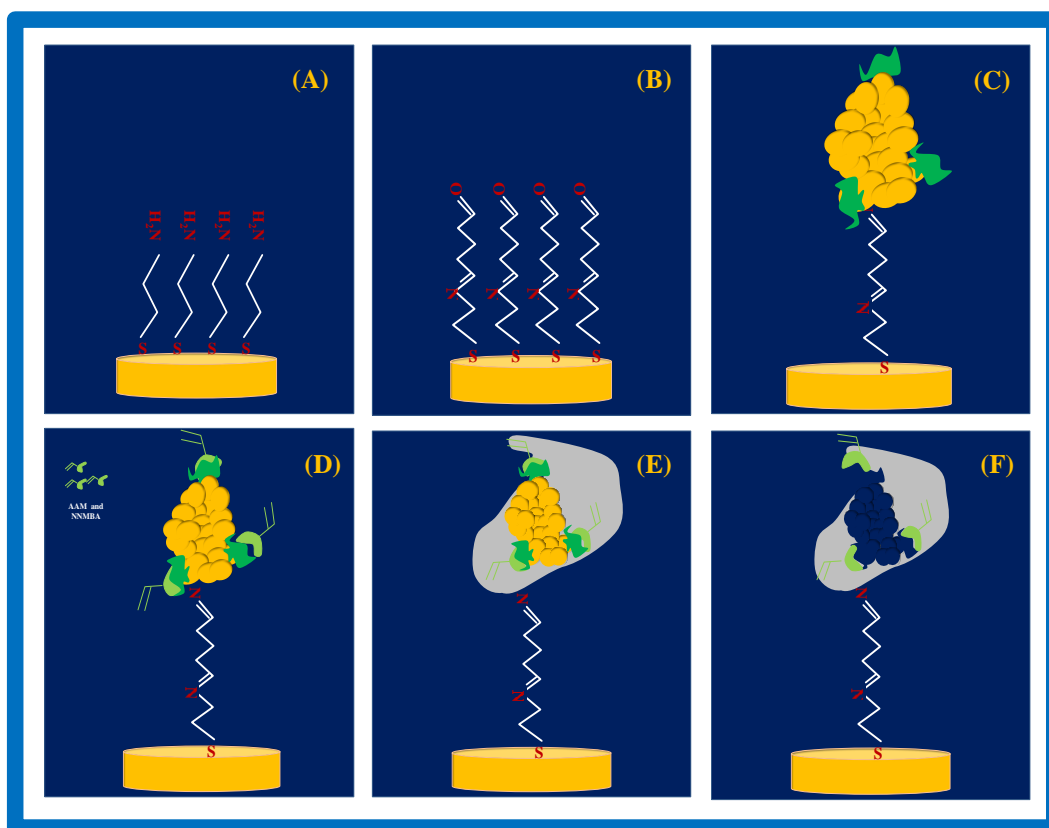 (A)
H₂N H₂N H₂N H₂N
S S S S
(B)
O O O O
N N N N
S S S S
(C)
N
N
S
(D)
AAM and
NNMBA
N
N
S
(E)
N
N
S
(F)
N
N
S